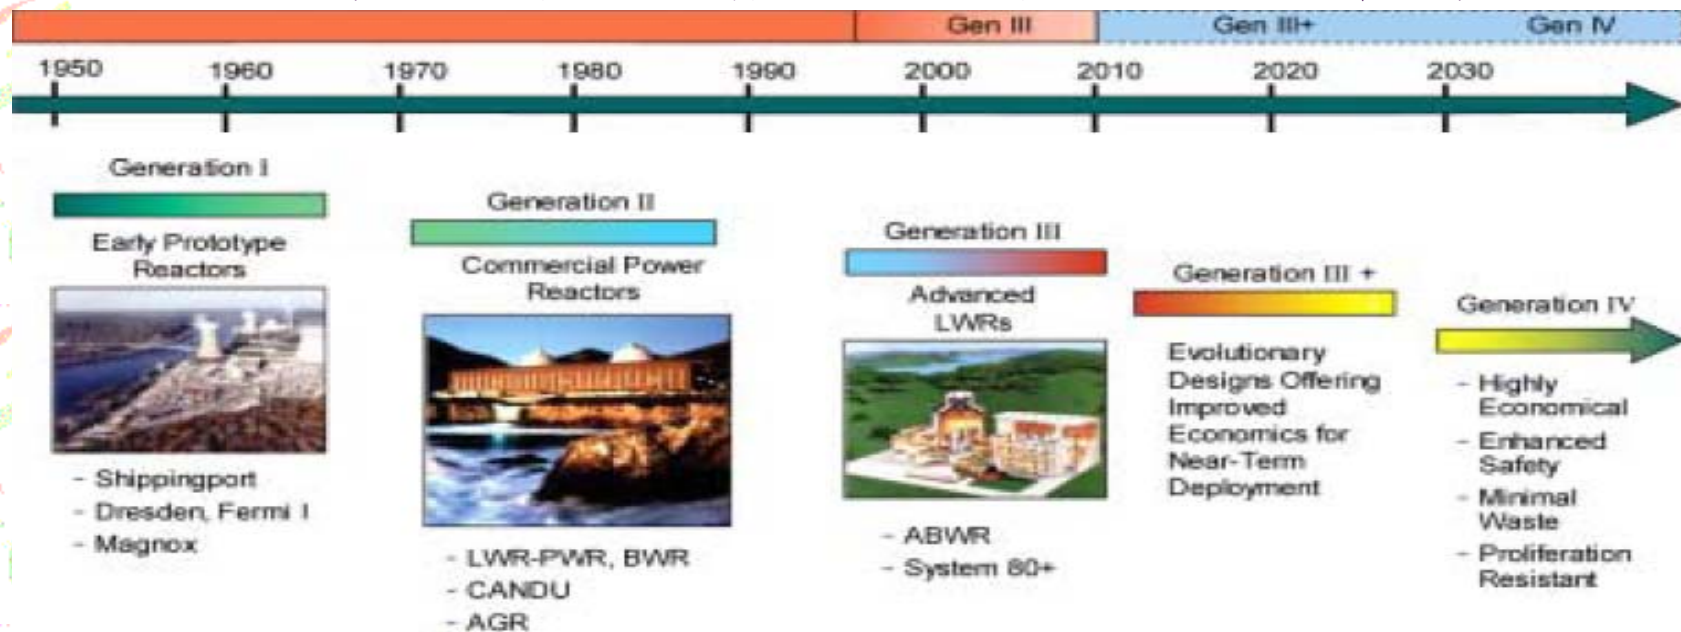 Gen III
Gen III+
Gen IV
1950 1960 1970 1980 1990 2000 2010 2020 2030
Generation I
Early Prototype
Reactors
- Shippingport
- Dresden, Fermi I
- Magnox
Generation II
Commercial Power
Reactors
- LWR-PWR, BWR
- CANDU
- AGR
Generation III
Advanced
LWRs
- ABWR
- System 80+
Generation III +
Evolutionary
Designs Offering
Improved
Economics for
Near-Term
Deployment
Generation IV
- Highly
Economical
- Enhanced
Safety
- Minimal
Waste
- Proliferation
Resistant